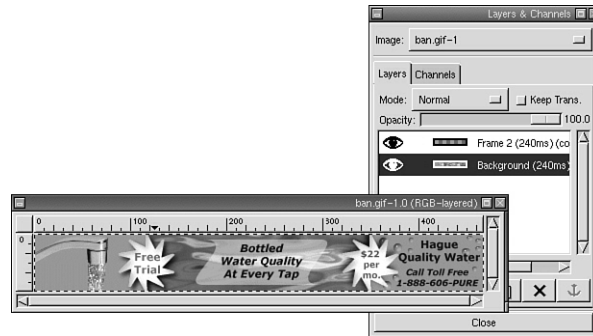 Layers & Channels
Image: ban.gif-1
Layers Channels
Mode: Normal Keep Trans.
Opacity: 100.0
Frame 2 (240ms) (co
Background (240ms)
ban.gif-1.0 (RGB-layered)
0 100 200 300 400
0
Free
Trial
Bottled
Water Quality
At Every Tap
$22
per
mo.
Hague
Quality Water
Call Toll Free
1-888-606-PURE
Close